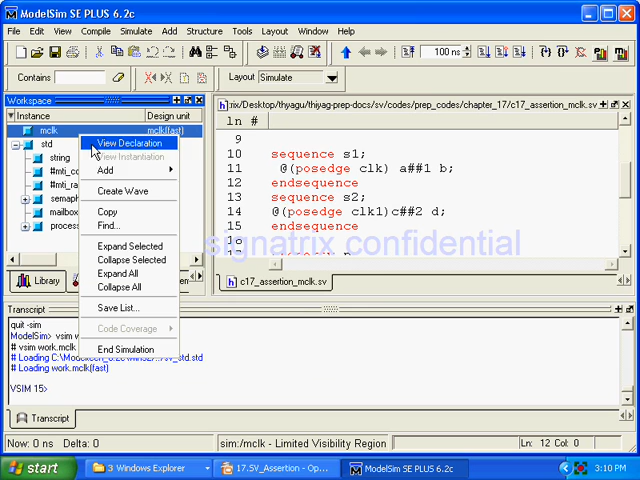 ModelSim SE PLUS 6.2c
File Edit View Compile Simulate Add Structure Tools Layout Window
100 ns
Contains Layout Simulate
Workspace
Instance Design unit
mclk mclk(fast)
std
string
#mti_co
#mti_ra
semaph
mailbox
process
Library
View Declaration
View Instantiation
Add
Create Wave
Copy
Find...
Expand Selected
Collapse Selected
Expand All
Collapse All
Save List...
Code Coverage
End Simulation
rix/Desktop/thyagu/thiyag-prep-docs/sv/codes/prep_codes/chapter_17/c17_assertion_mclk.sv
ln #
9
10 sequence s1;
11 @(posedge clk) a##1 b;
12 endsequence
13 sequence s2;
14 @(posedge clk1)c##2 d;
15 endsequence
signatrix confidential
c17_assertion_mclk.sv
Transcript
quit -sim
ModelSim> vsim w
# vsim work.mclk
# Loading work.mclk(fast)
VSIM 15>
Transcript
Now: 0 ns Delta: 0 sim:/mclk - Limited Visibility Region Ln: 12 Col: 0
start 3 Windows Explorer 17.SV_Assertion - Ope... ModelSim SE PLUS 6.2c 3:10 PM